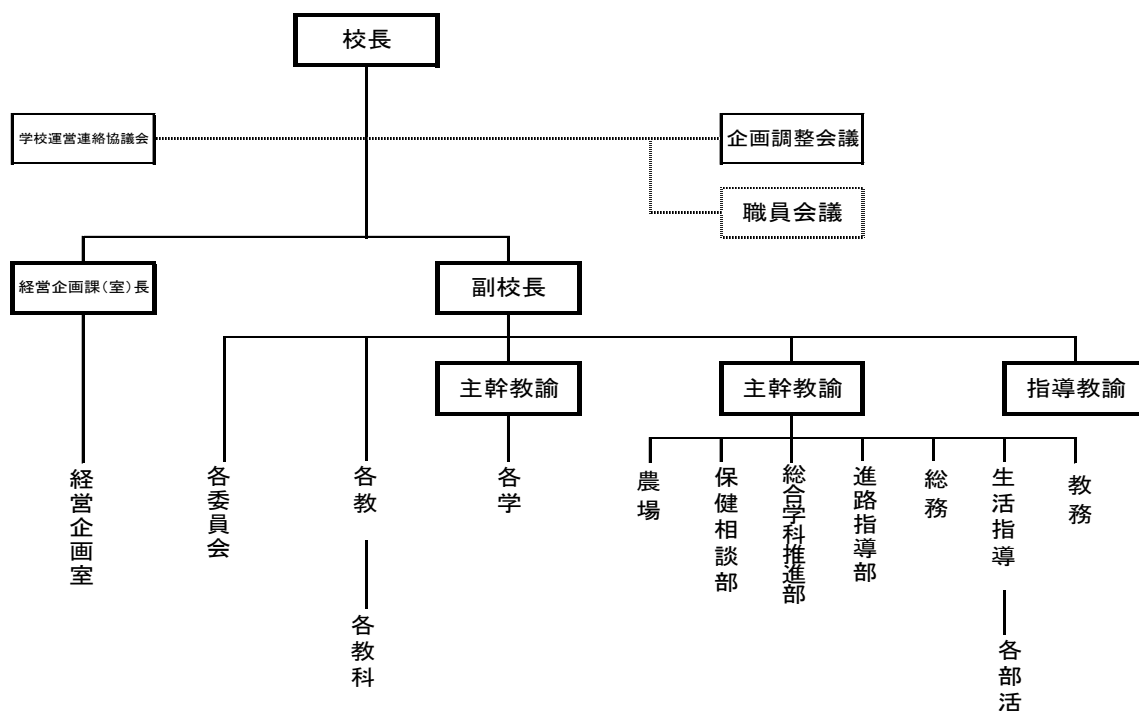 校長
学校運営連絡協議会
企画調整会議
職員会議
経営企画課(室)長
副校長
主幹教諭
主幹教諭
指導教諭
経営企画室
各委員会
各教
各学
農場
保健相談部
総合学科推進部
進路指導部
総務
生活指導
教務
各教科
各部活